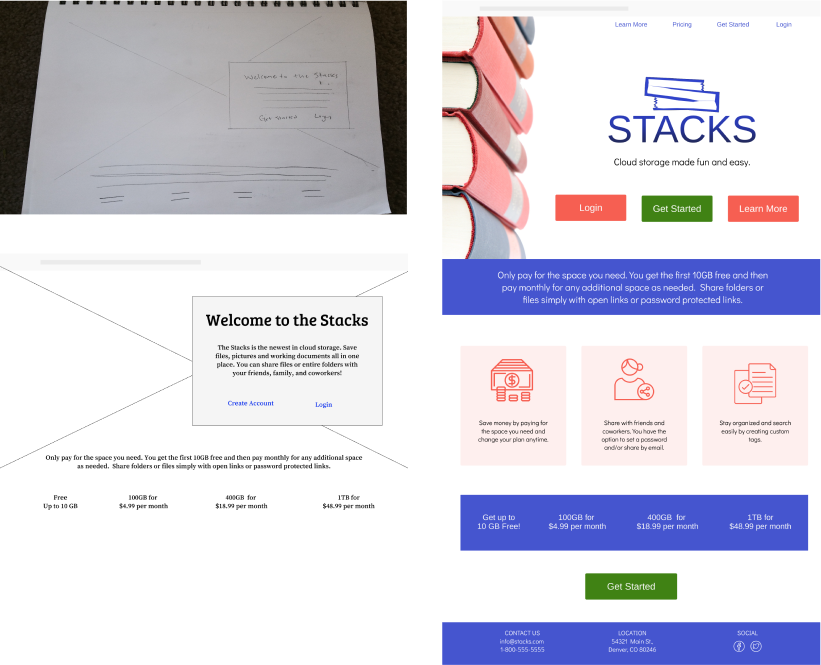 Welcome to the Stacks
Get Started Login
Welcome to the Stacks
The Stacks is the newest in cloud storage. Save
files, pictures and working documents all in one
place. You can share files or entire folders with
your friends, family, and coworkers!
Create Account Login
Only pay for the space you need. You get the first 10GB free and then pay monthly for any additional space
as needed. Share folders or files simply with open links or password protected links.
Free 100GB for 400GB for 1TB for
Up to 10 GB $4.99 per month $18.99 per month $48.99 per month
Learn More Pricing Get Started Login
STACKS
Cloud storage made fun and easy.
Login Get Started Learn More
Only pay for the space you need. You get the first 10GB free and then
pay monthly for any additional space as needed. Share folders or
files simply with open links or password protected links.
Save money by paying for
the space you need and
change your plan anytime.
Share with friends and
coworkers. You have the
option to set a password
and/or share by email.
Stay organized and search
easily by creating custom
tags.
Get up to 100GB for 400GB for 1TB for
10 GB Free! $4.99 per month $18.99 per month $48.99 per month
Get Started
CONTACT US LOCATION SOCIAL
info@stacks.com 54321 Main St.,
1-800-555-5555 Denver, CO 80246